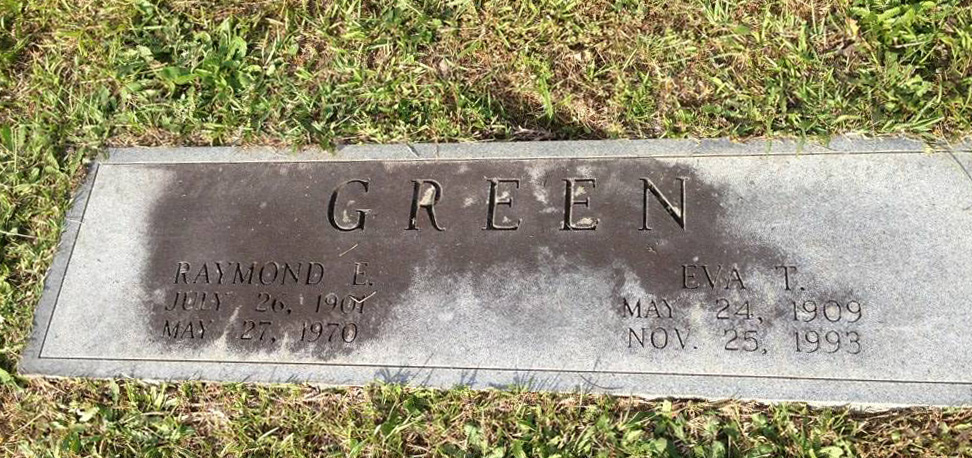 GREEN
RAYMOND E.
JULY 26, 1901
MAY 27, 1970
EVA T.
MAY 24, 1909
NOV. 25, 1993